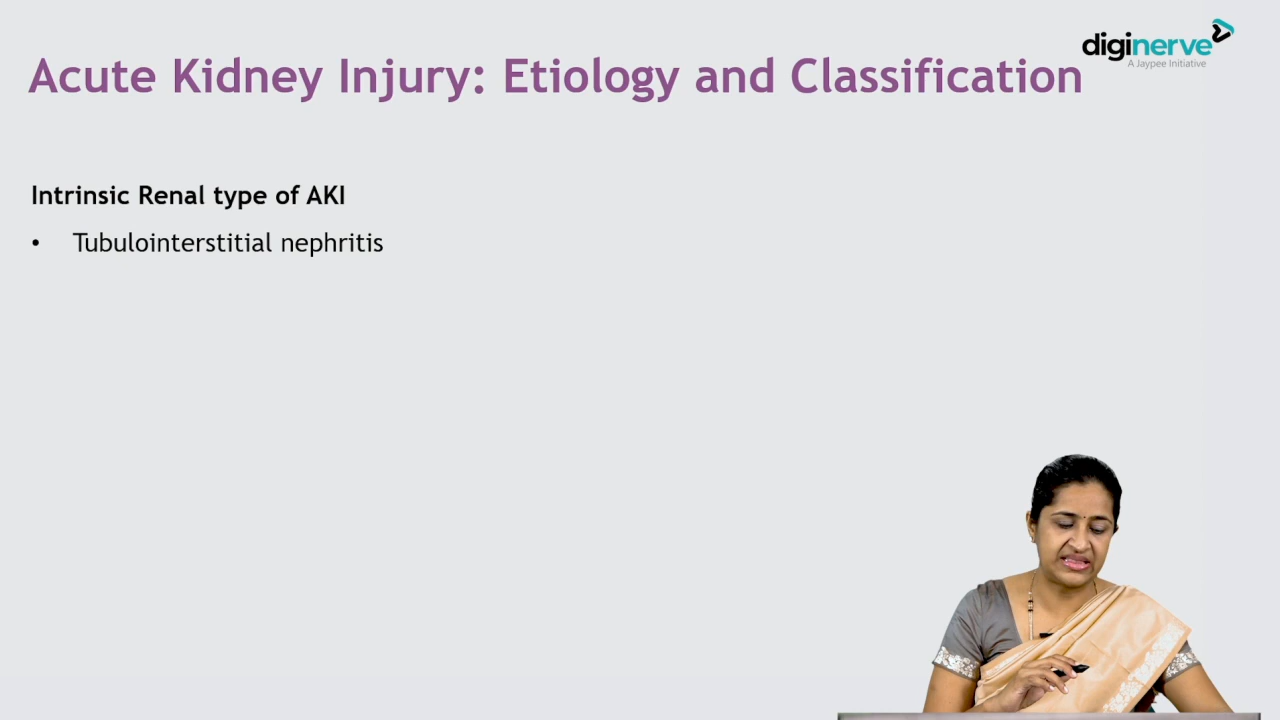 diginerve
A Jaypee Initiative
Acute Kidney Injury: Etiology and Classification
Intrinsic Renal type of AKI
• Tubulointerstitial nephritis